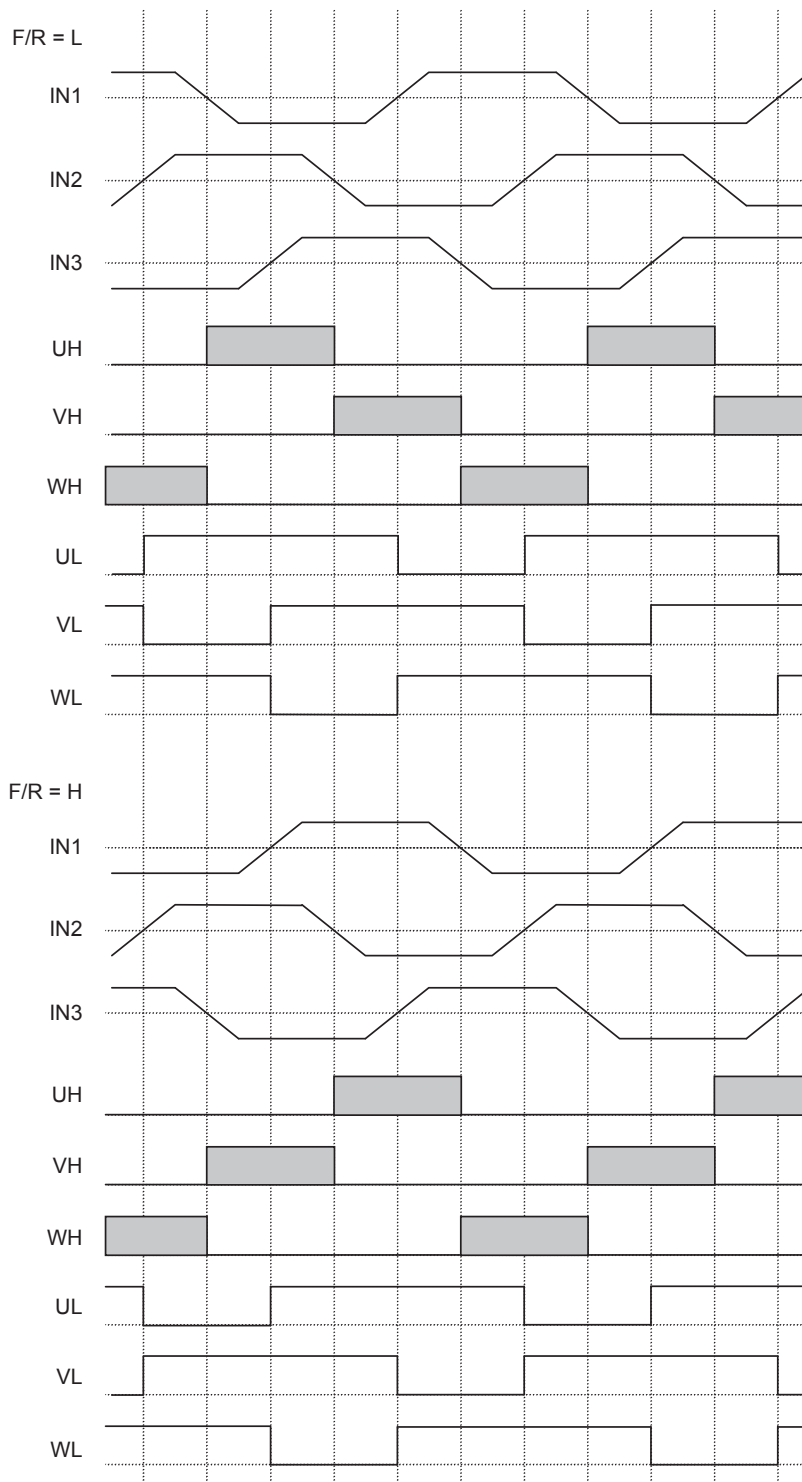 F/R = L
IN1
IN2
IN3
UH
VH
WH
UL
VL
WL
F/R = H
IN1
IN2
IN3
UH
VH
WH
UL
VL
WL